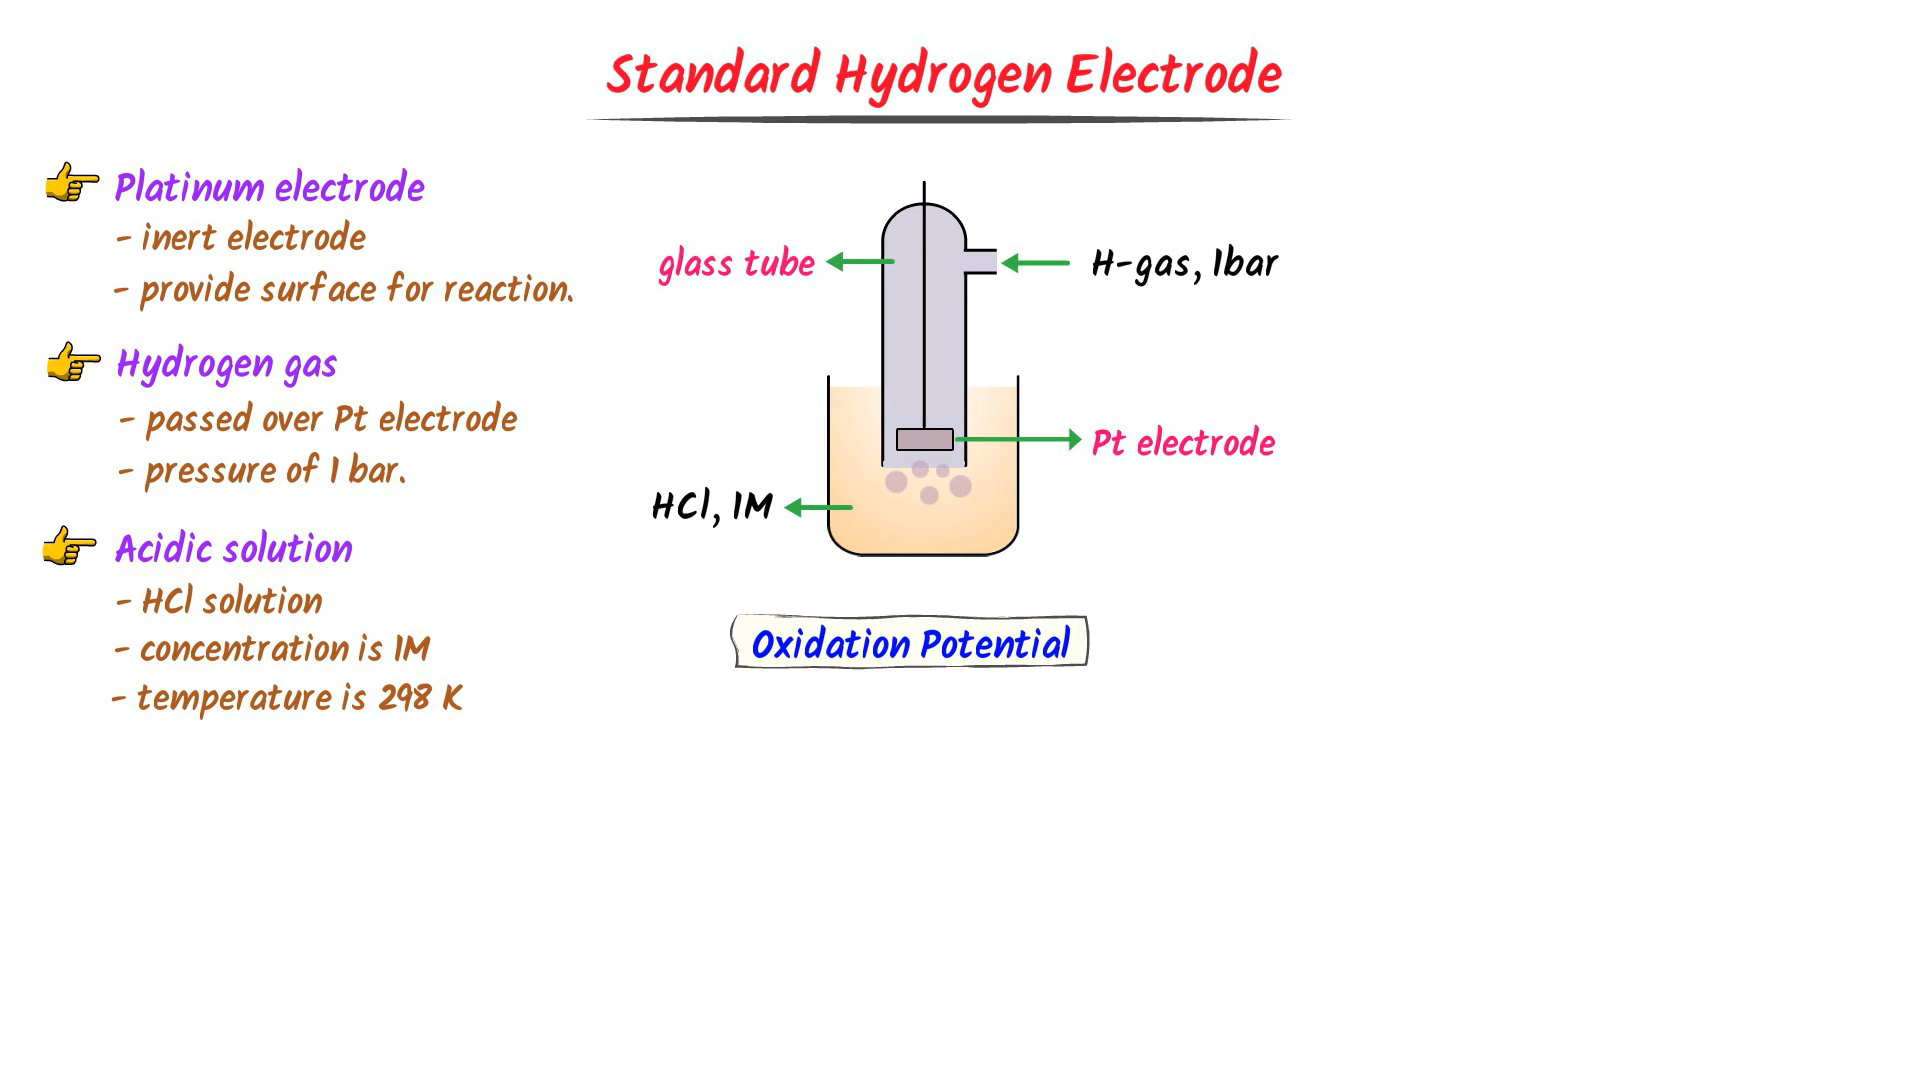 Standard Hydrogen Electrode
Platinum electrode
- inert electrode
- provide surface for reaction.
Hydrogen gas
- passed over Pt electrode
- pressure of 1 bar.
Acidic solution
- HCl solution
- concentration is 1M
- temperature is 298 K
glass tube
H-gas, 1bar
Pt electrode
HCl, 1M
Oxidation Potential